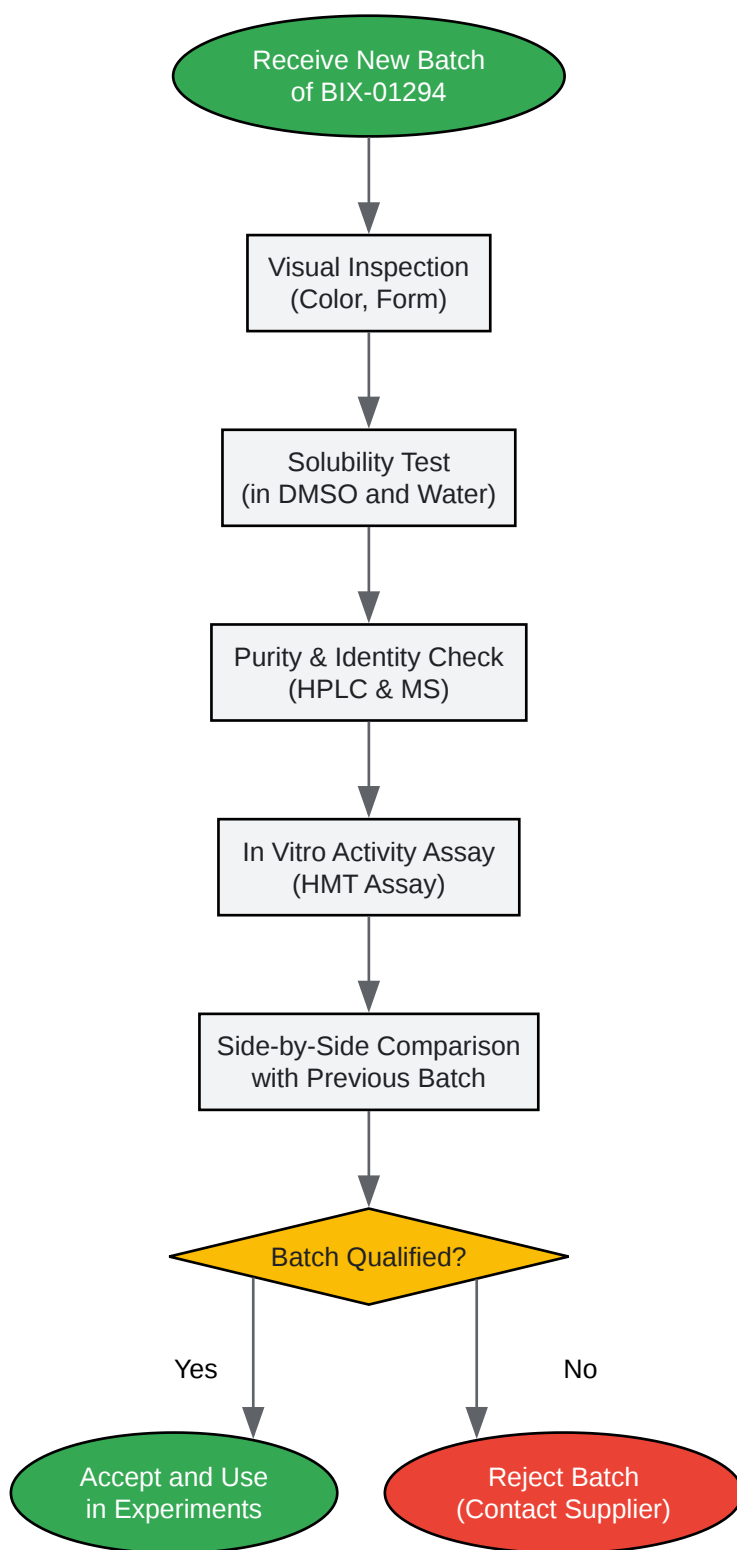 Receive New Batch
of BIX-01294
Visual Inspection
(Color, Form)
Solubility Test
(in DMSO and Water)
Purity & Identity Check
(HPLC & MS)
In Vitro Activity Assay
(HMT Assay)
Side-by-Side Comparison
with Previous Batch
Batch Qualified?
Yes
No
Accept and Use
in Experiments
Reject Batch
(Contact Supplier)